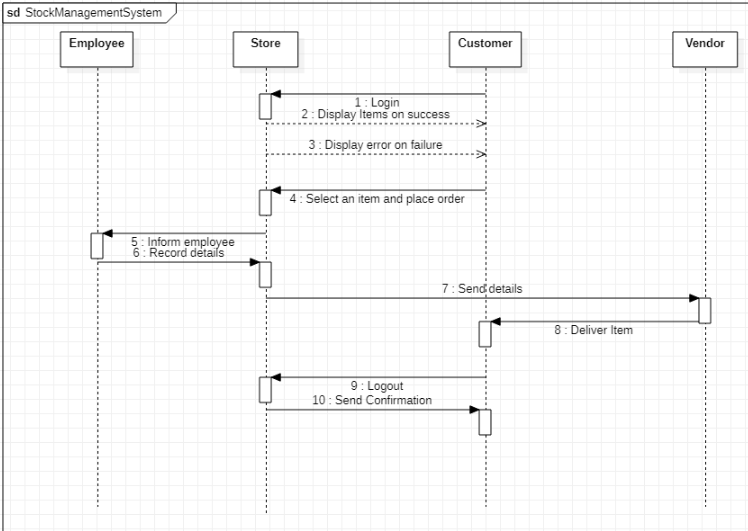 sd StockManagementSystem
Employee
Store
Customer
Vendor
1 : Login
2 : Display Items on success
3 : Display error on failure
4 : Select an item and place order
5 : Inform employee
6 : Record details
7 : Send details
8 : Deliver Item
9 : Logout
10 : Send Confirmation